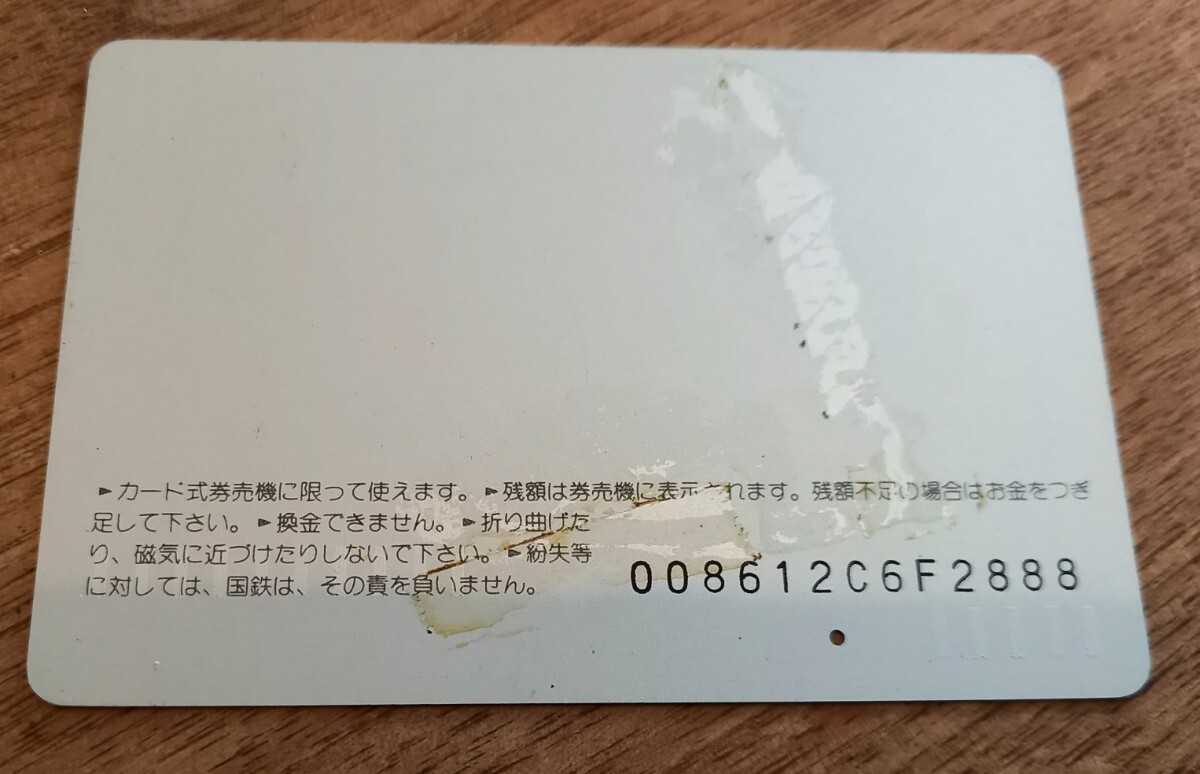 ▶カード式券売機に限って使えます。▶残額は券売機に表示されます。残額不足の場合はお金をつぎ
足して下さい。▶換金できません。▶折り曲げた
り、磁気に近づけたりしないで下さい。▶紛失等
に対しては、国鉄は、その責を負いません。
008612C6F2888